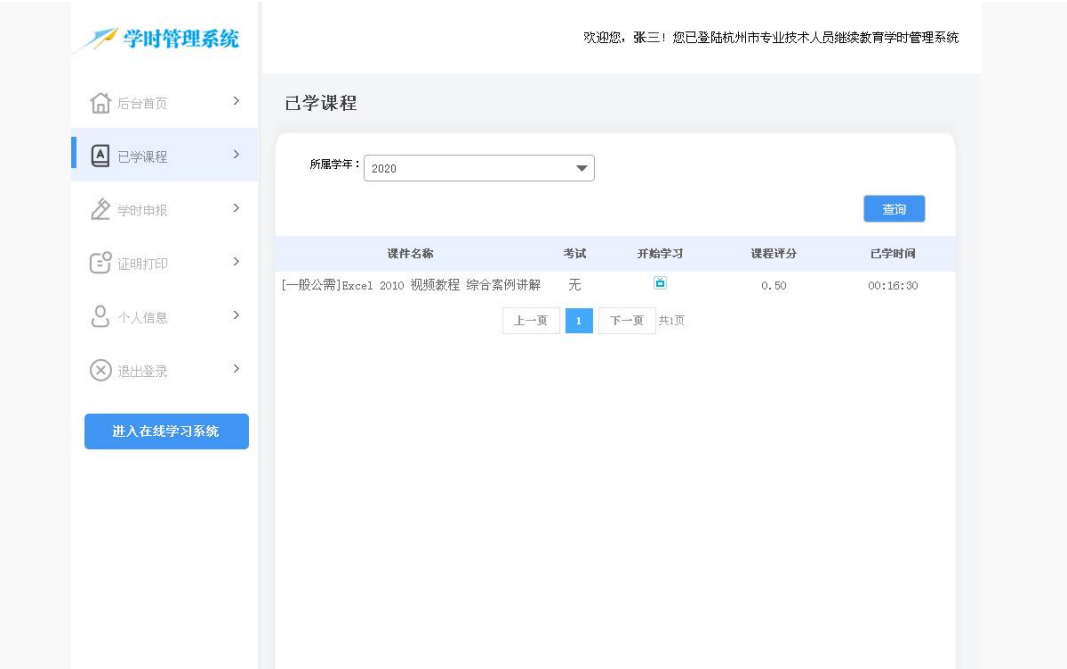 学时管理系统
欢迎您，张三！您已登陆杭州市专业技术人员继续教育学时管理系统
后台首页
已学课程
学时申报
证明打印
个人信息
退出登录
进入在线学习系统
已学课程
所属学年： 2020
查询
课件名称 考试 开始学习 课程评分 已学时间
[一般公需]Excel 2010 视频教程 综合案例讲解 无 0.50 00:16:30
上一页 1 下一页 共1页